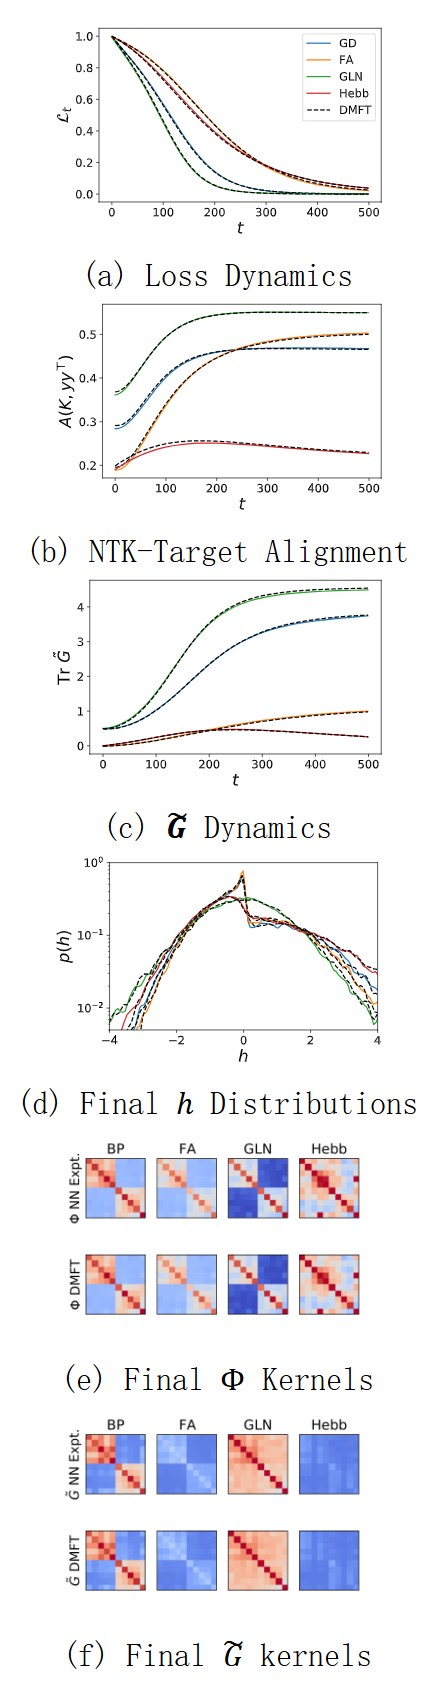 1.0
0.8
0.6
0.4
0.2
0.0
ℒt
GD
FA
GLN
Hebb
DMFT
0 100 200 300 400 500
t
(a) Loss Dynamics
0.5
0.4
0.3
0.2
A(K, yy⊤)
0 100 200 300 400 500
t
(b) NTK-Target Alignment
4
3
2
1
0
Tr G̃
0 100 200 300 400 500
t
(c) G̃ Dynamics
10⁰
10⁻¹
10⁻²
p(h)
−4 −2 0 2 4
h
(d) Final h Distributions
BP FA GLN Hebb
Φ NN Expt.
Φ DMFT
(e) Final Φ Kernels
BP FA GLN Hebb
G̃ NN Expt.
G̃ DMFT
(f) Final G̃ kernels